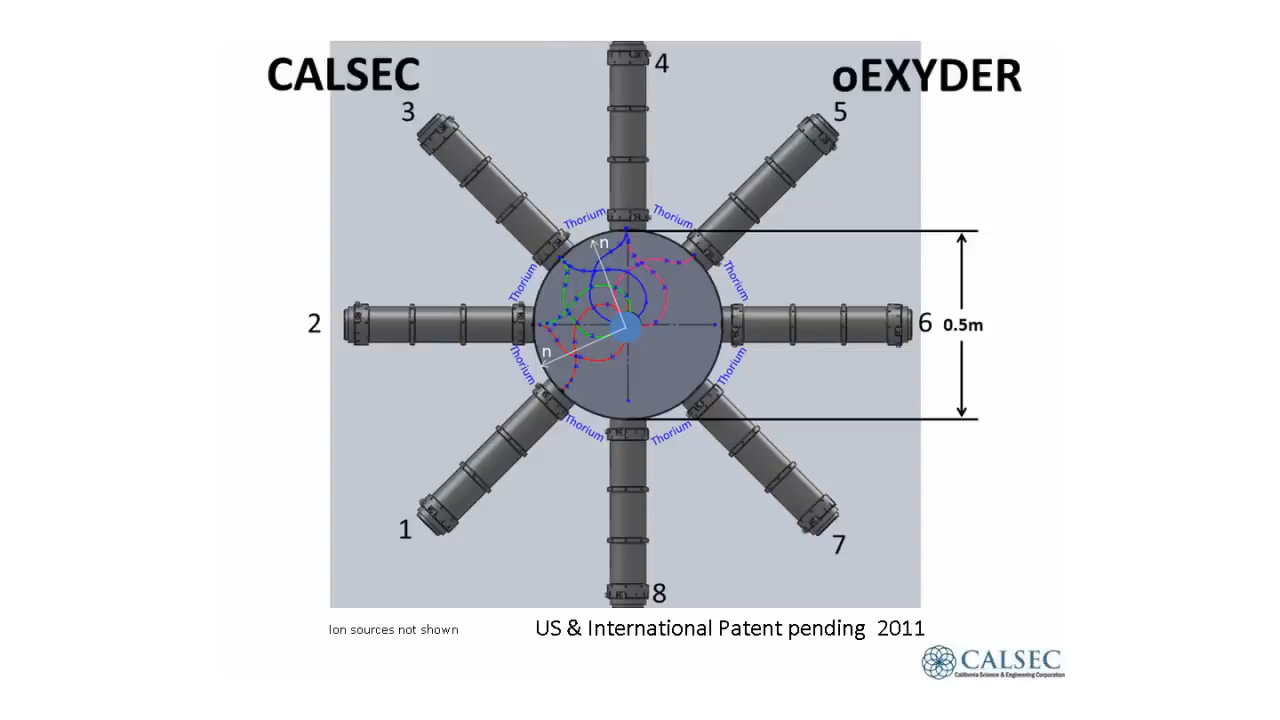 CALSEC
oEXYDER
4
3
5
Thorium
Thorium
n
Thorium
Thorium
2
6
0.5m
n
Thorium
Thorium
Thorium
Thorium
1
7
8
Ion sources not shown
US & International Patent pending 2011
CALSEC
California Science & Engineering Corporation